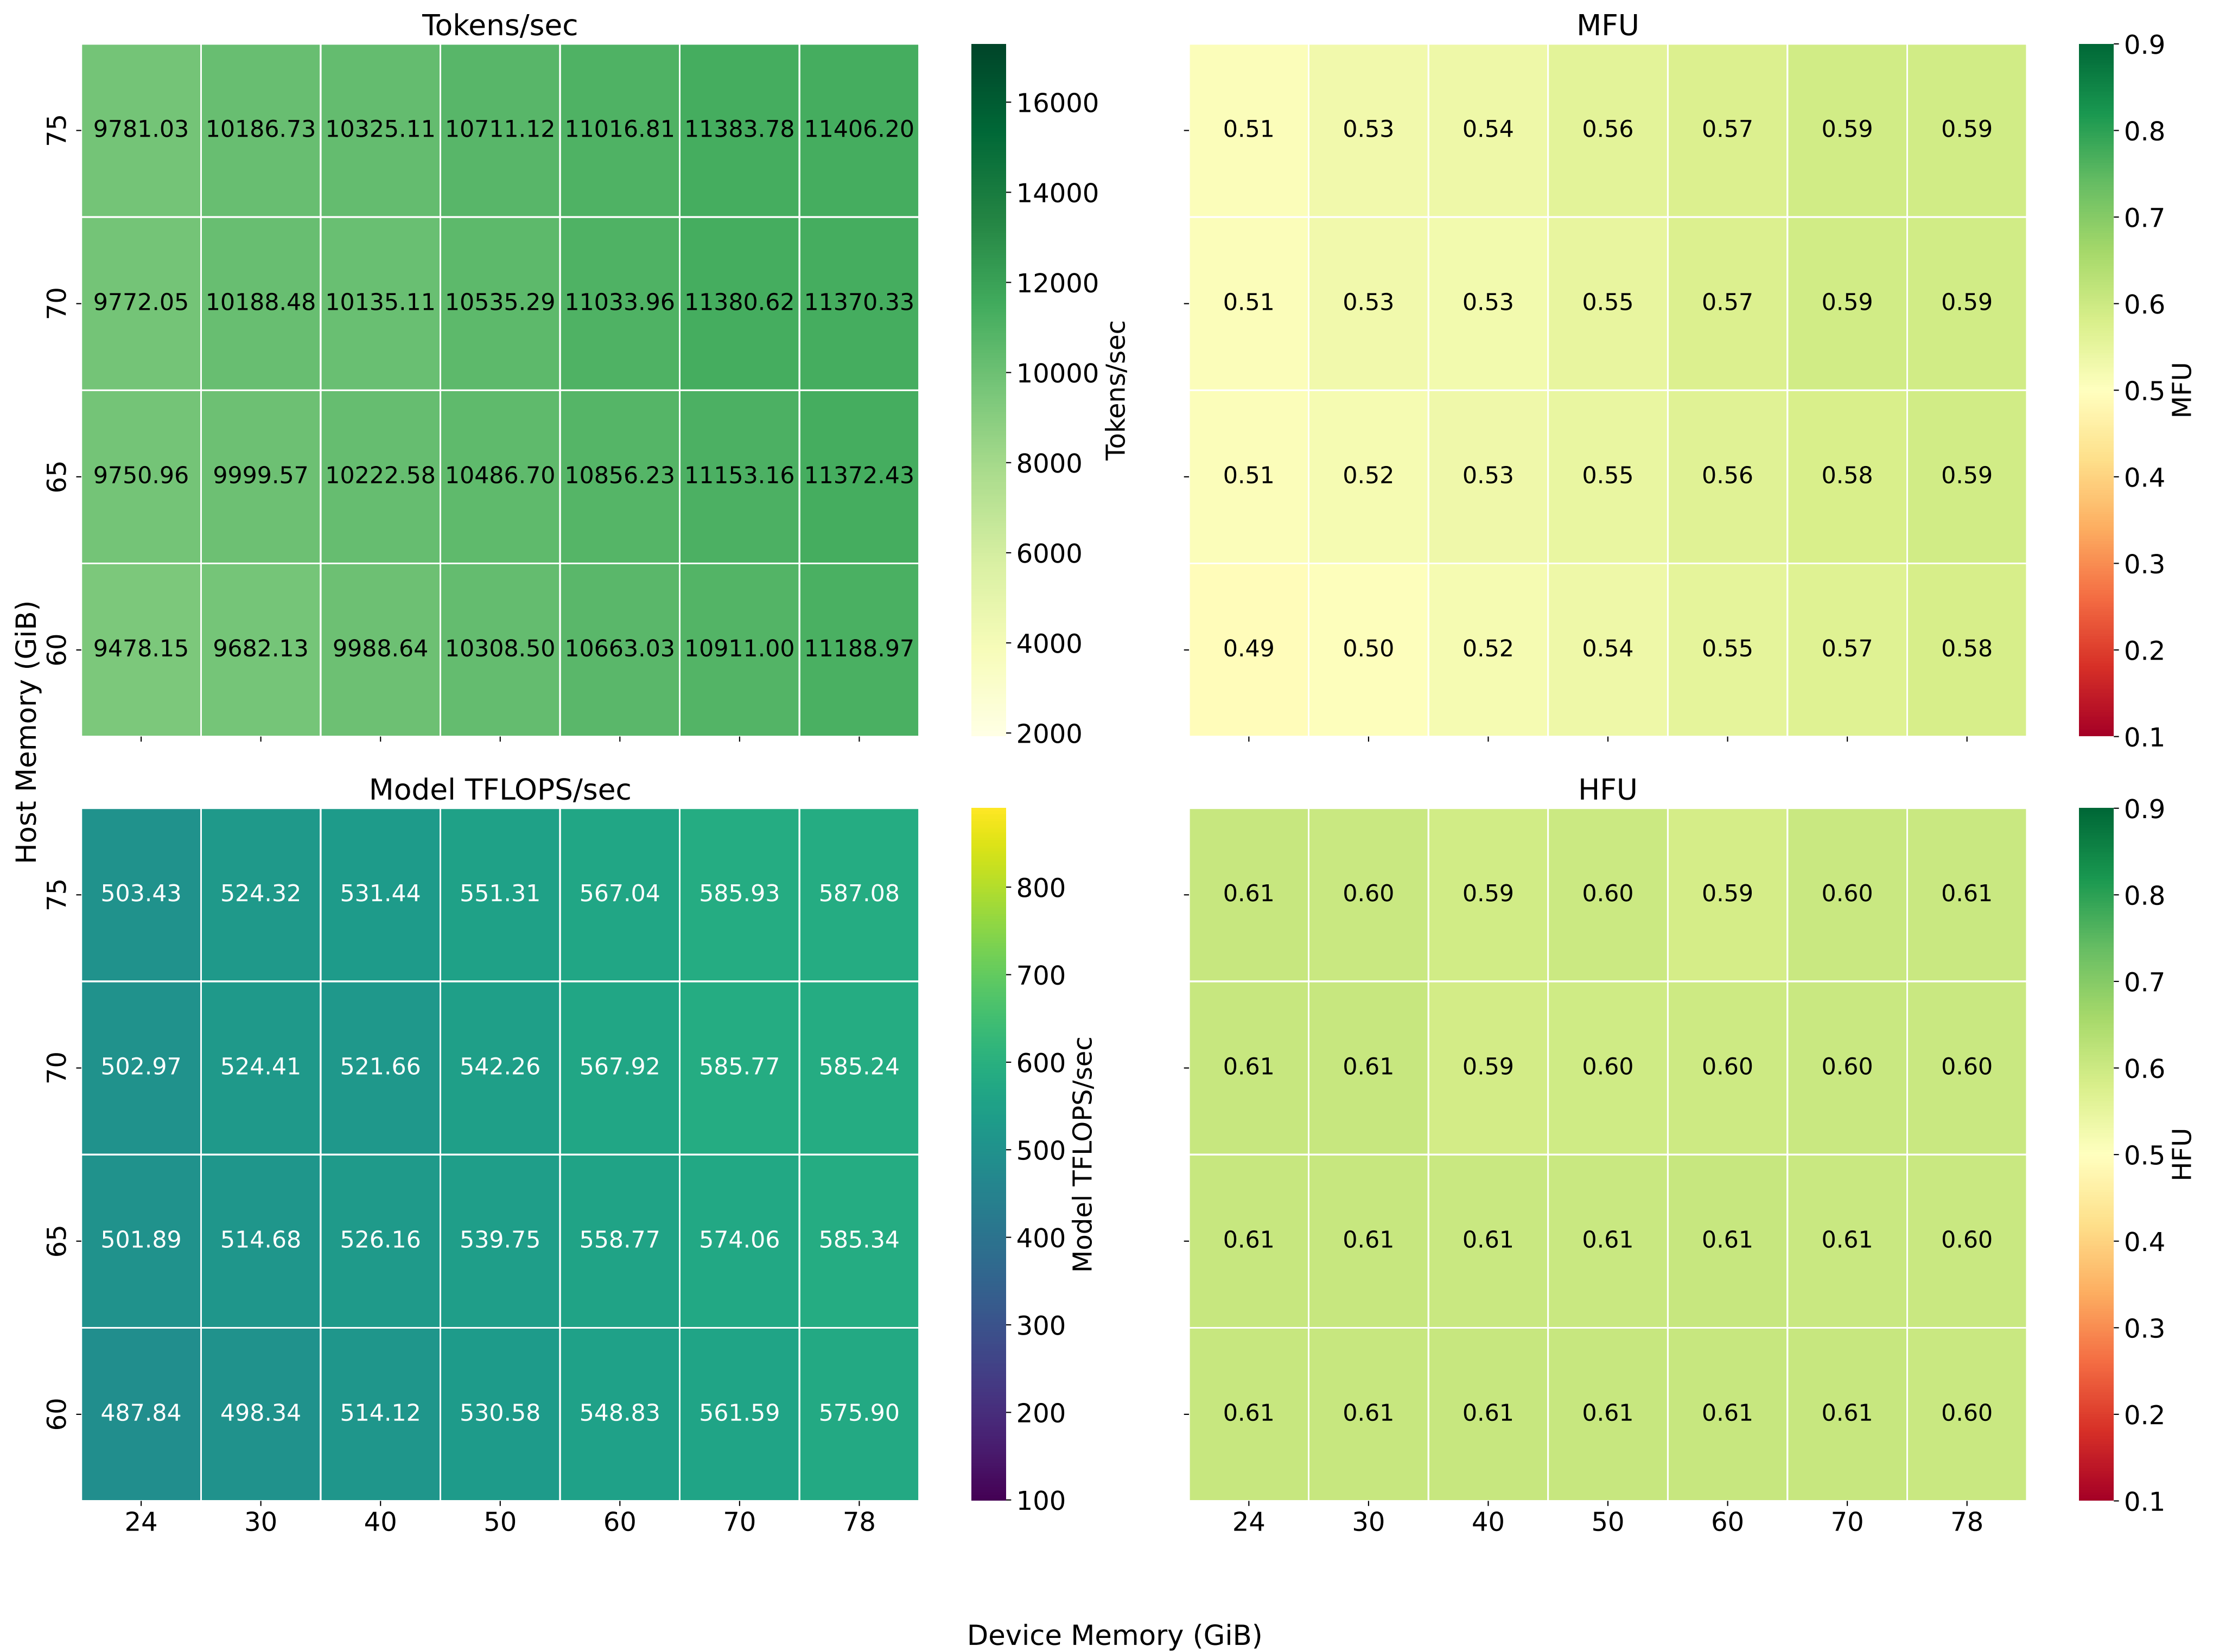 Tokens/sec
75 9781.03 10186.73 10325.11 10711.12 11016.81 11383.78 11406.20
70 9772.05 10188.48 10135.11 10535.29 11033.96 11380.62 11370.33
65 9750.96 9999.57 10222.58 10486.70 10856.23 11153.16 11372.43
60 9478.15 9682.13 9988.64 10308.50 10663.03 10911.00 11188.97
16000
14000
12000
10000
8000
6000
4000
2000
Tokens/sec
MFU
0.51 0.53 0.54 0.56 0.57 0.59 0.59
0.51 0.53 0.53 0.55 0.57 0.59 0.59
0.51 0.52 0.53 0.55 0.56 0.58 0.59
0.49 0.50 0.52 0.54 0.55 0.57 0.58
0.9
0.8
0.7
0.6
0.5
0.4
0.3
0.2
0.1
MFU
Host Memory (GiB)
Model TFLOPS/sec
75 503.43 524.32 531.44 551.31 567.04 585.93 587.08
70 502.97 524.41 521.66 542.26 567.92 585.77 585.24
65 501.89 514.68 526.16 539.75 558.77 574.06 585.34
60 487.84 498.34 514.12 530.58 548.83 561.59 575.90
24 30 40 50 60 70 78
800
700
600
500
400
300
200
100
Model TFLOPS/sec
HFU
0.61 0.60 0.59 0.60 0.59 0.60 0.61
0.61 0.61 0.59 0.60 0.60 0.60 0.60
0.61 0.61 0.61 0.61 0.61 0.61 0.60
0.61 0.61 0.61 0.61 0.61 0.61 0.60
24 30 40 50 60 70 78
0.9
0.8
0.7
0.6
0.5
0.4
0.3
0.2
0.1
HFU
Device Memory (GiB)